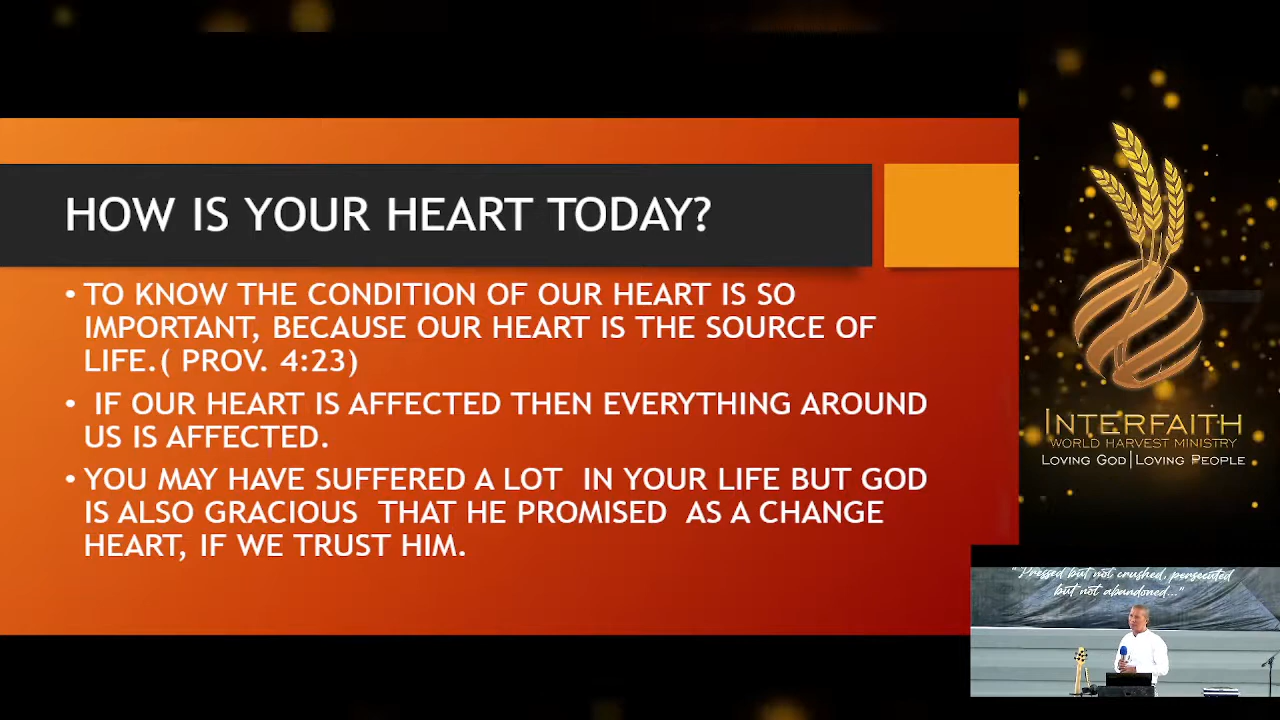 HOW IS YOUR HEART TODAY?
• TO KNOW THE CONDITION OF OUR HEART IS SO
IMPORTANT, BECAUSE OUR HEART IS THE SOURCE OF
LIFE.( PROV. 4:23)
• IF OUR HEART IS AFFECTED THEN EVERYTHING AROUND
US IS AFFECTED.
• YOU MAY HAVE SUFFERED A LOT IN YOUR LIFE BUT GOD
IS ALSO GRACIOUS THAT HE PROMISED AS A CHANGE
HEART, IF WE TRUST HIM.
INTERFAITH
WORLD HARVEST MINISTRY
LOVING GOD|LOVING PEOPLE
"Pressed but not crushed, persecuted
but not abandoned..."